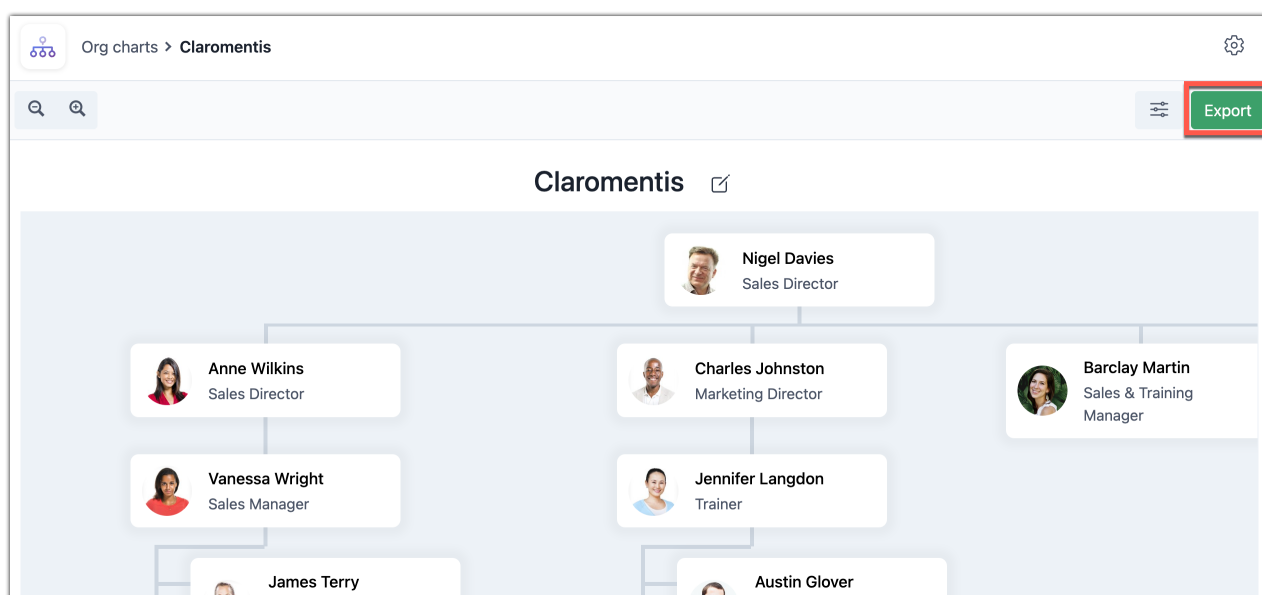 Org charts > Claromentis
Export
Claromentis
Nigel Davies
Sales Director
Anne Wilkins
Sales Director
Charles Johnston
Marketing Director
Barclay Martin
Sales & Training
Manager
Vanessa Wright
Sales Manager
Jennifer Langdon
Trainer
James Terry
Austin Glover